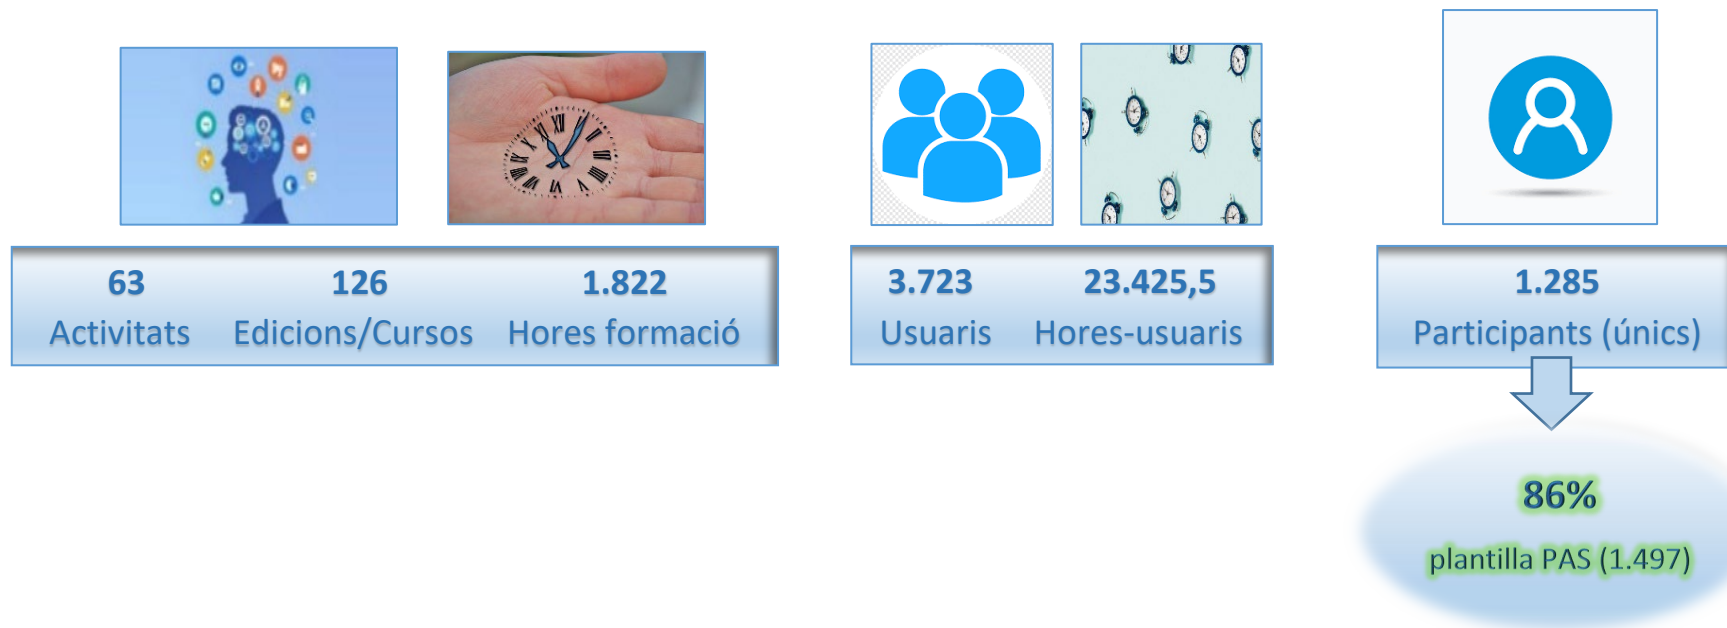 63 126 1.822
Activitats Edicions/Cursos Hores formació
3.723 23.425,5
Usuaris Hores-usuaris
1.285
Participants (únics)
86%
plantilla PAS (1.497)